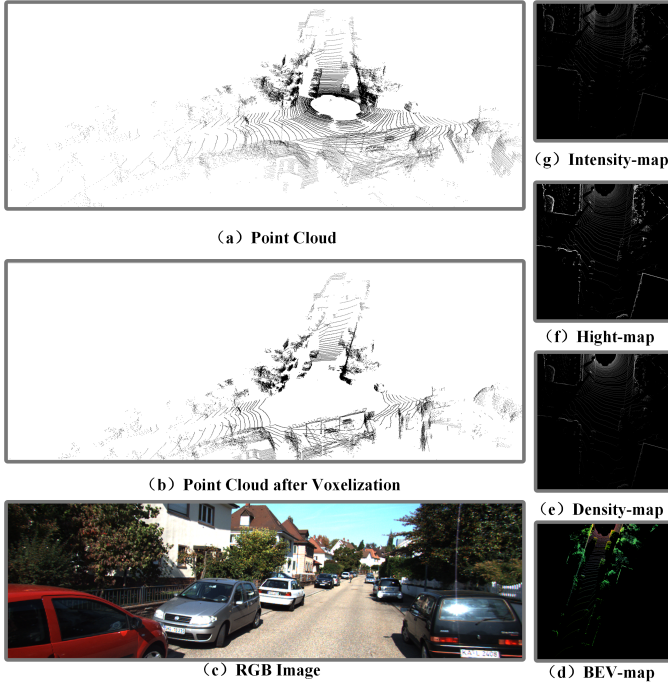 (a) Point Cloud
(b) Point Cloud after Voxelization
(c) RGB Image
(g) Intensity-map
(f) Hight-map
(e) Density-map
(d) BEV-map